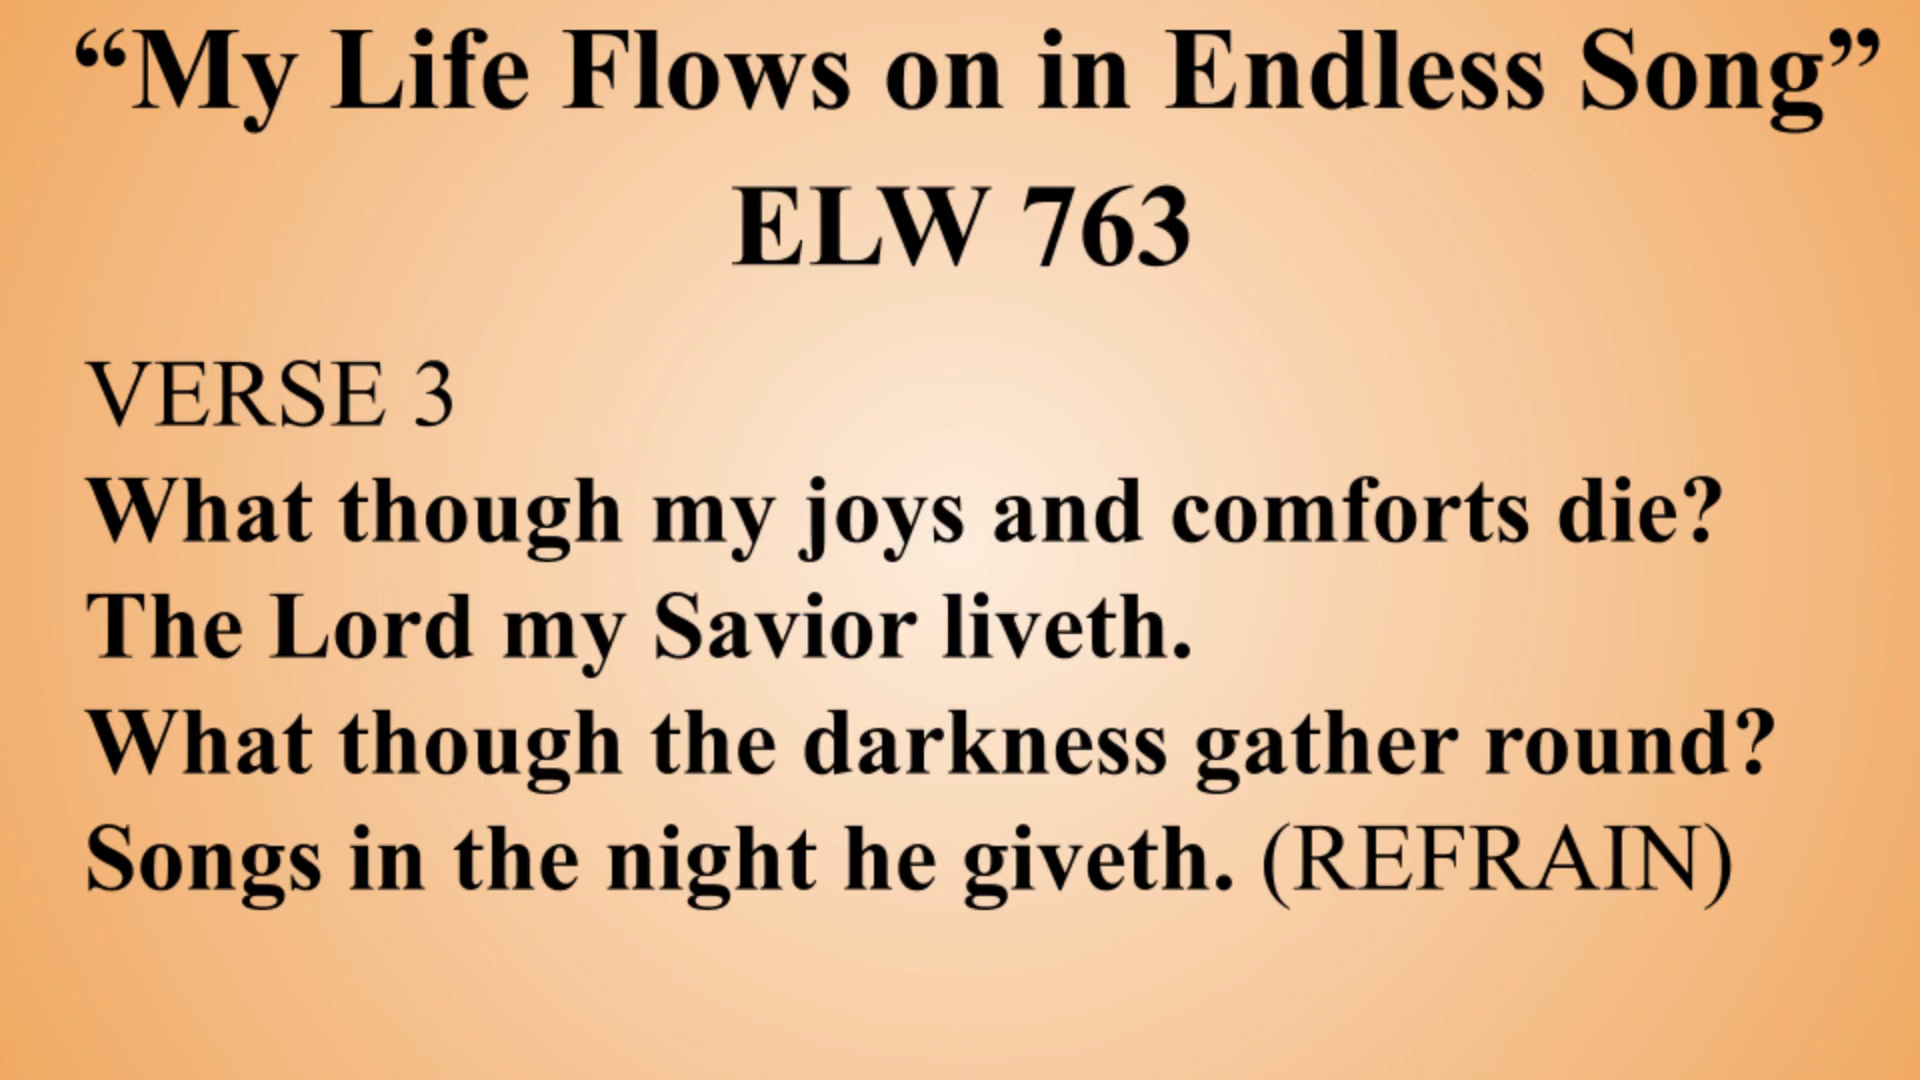 “My Life Flows on in Endless Song”
ELW 763
VERSE 3
What though my joys and comforts die?
The Lord my Savior liveth.
What though the darkness gather round?
Songs in the night he giveth. (REFRAIN)